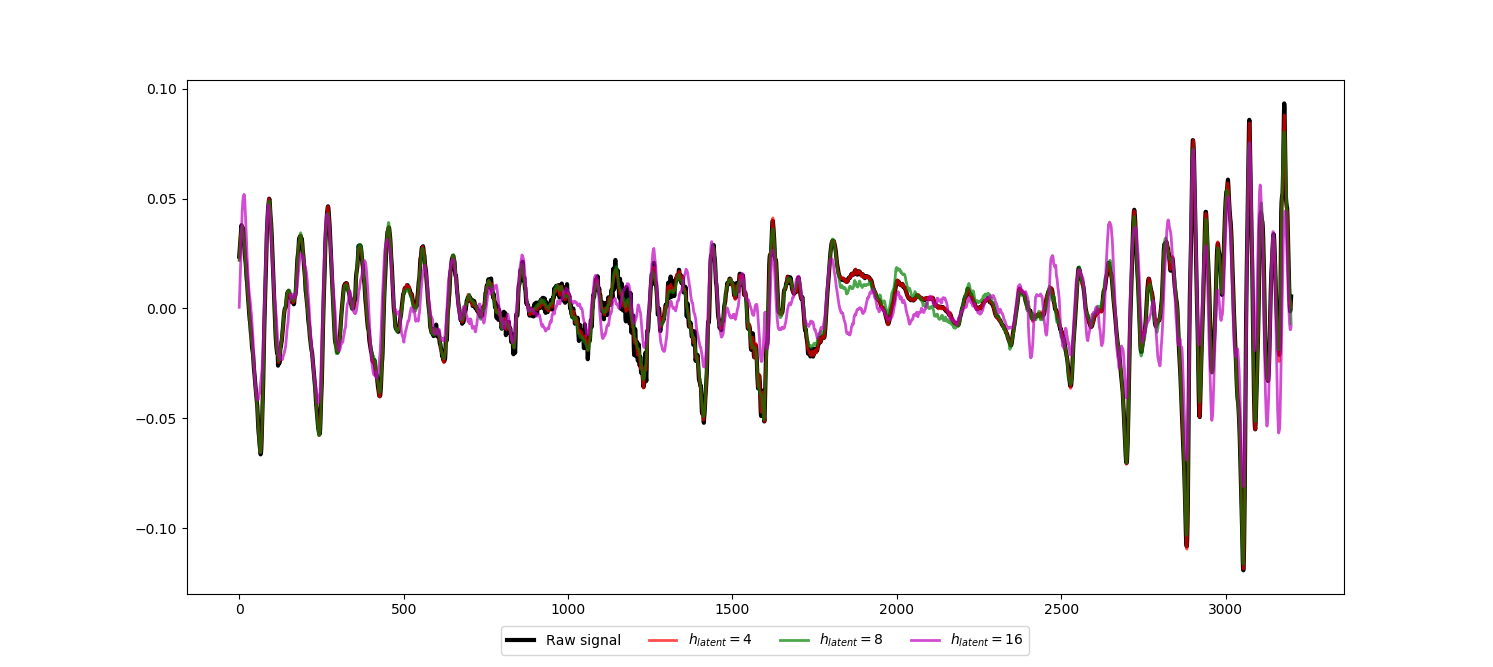 0.10
0.05
0.00
−0.05
−0.10
0 500 1000 1500 2000 2500 3000
Raw signal h_latent = 4 h_latent = 8 h_latent = 16